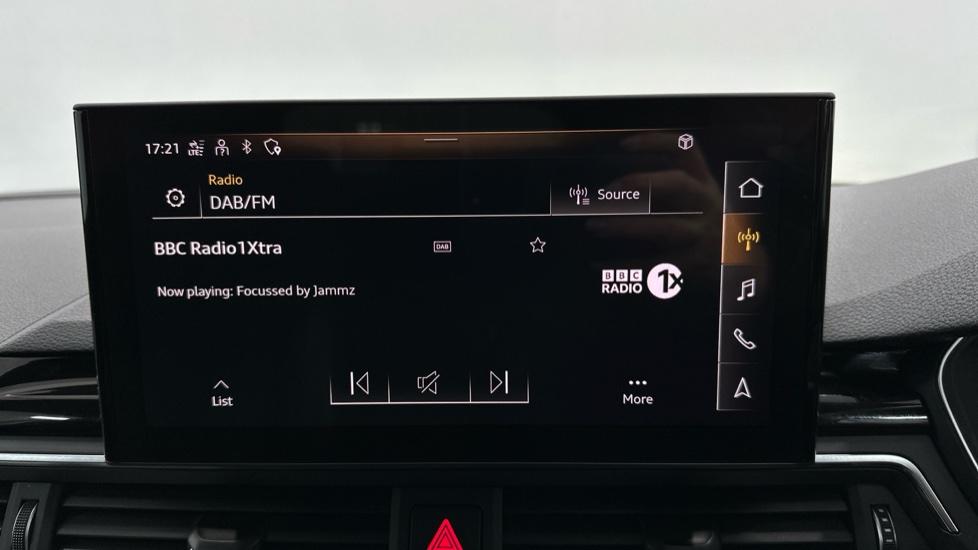 17:21 LTE
Radio
DAB/FM
Source
BBC Radio1Xtra DAB
Now playing: Focussed by Jammz
BBC
RADIO 1X
List
More